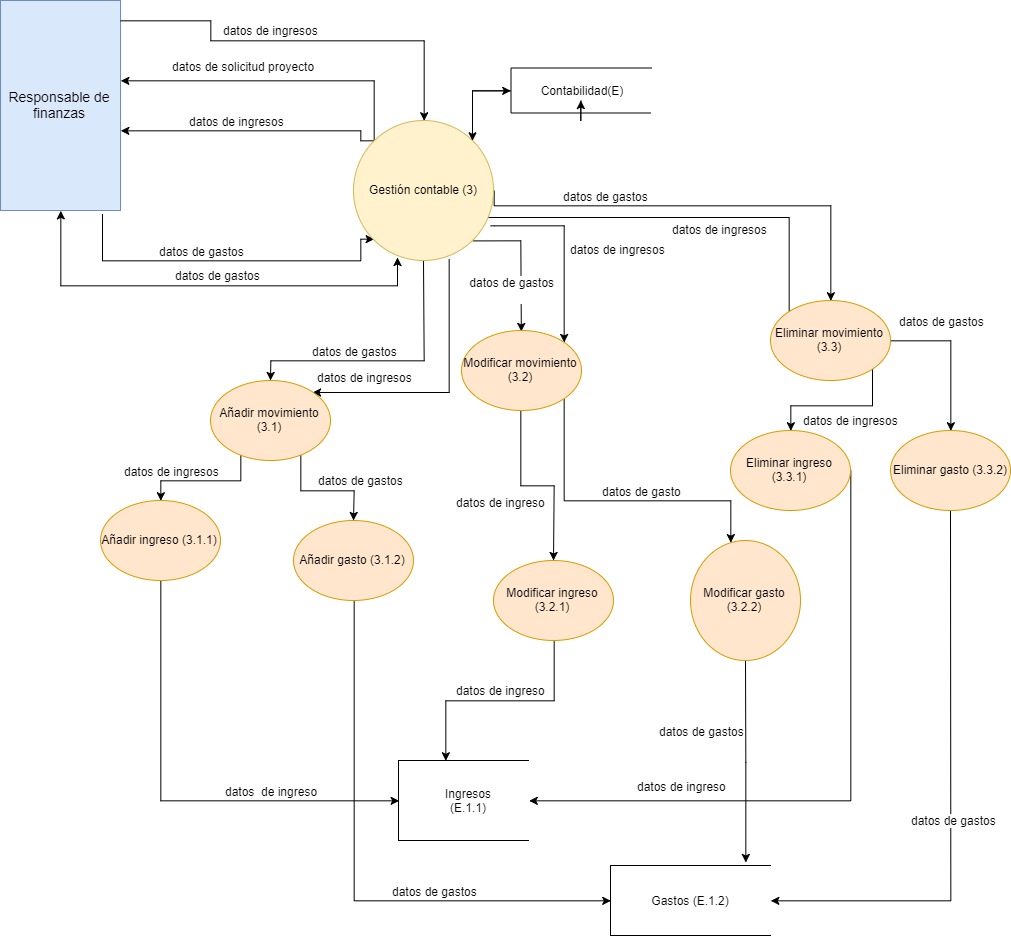 datos de ingresos
datos de solicitud proyecto
Responsable de
finanzas
Contabilidad(E)
datos de ingresos
Gestión contable (3)
datos de gastos
datos de ingresos
datos de gastos
datos de ingresos
datos de gastos
datos de gastos
datos de gastos
Eliminar movimiento
(3.3)
datos de gastos
datos de ingresos
Modificar movimiento
(3.2)
Añadir movimiento
(3.1)
datos de ingresos
datos de ingresos
datos de gastos
Eliminar ingreso
(3.3.1)
Eliminar gasto (3.3.2)
datos de ingreso
datos de gasto
Añadir ingreso (3.1.1)
Añadir gasto (3.1.2)
Modificar ingreso
(3.2.1)
Modificar gasto
(3.2.2)
datos de ingreso
datos de gastos
datos  de ingreso
Ingresos
(E.1.1)
datos de ingreso
datos de gastos
datos de gastos
Gastos (E.1.2)